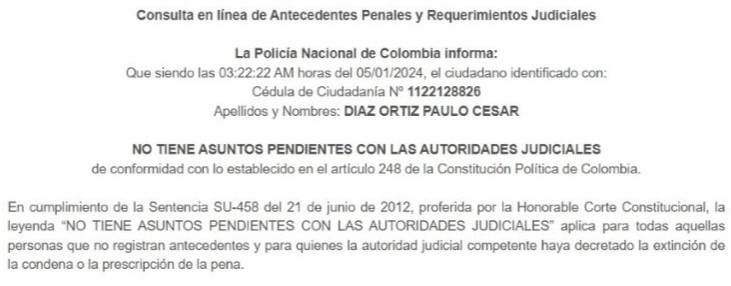 Consulta en línea de Antecedentes Penales y Requerimientos Judiciales
La Policía Nacional de Colombia informa:
Que siendo las 03:22:22 AM horas del 05/01/2024, el ciudadano identificado con:
Cédula de Ciudadanía Nº 1122128826
Apellidos y Nombres: DIAZ ORTIZ PAULO CESAR
NO TIENE ASUNTOS PENDIENTES CON LAS AUTORIDADES JUDICIALES
de conformidad con lo establecido en el artículo 248 de la Constitución Política de Colombia.
En cumplimiento de la Sentencia SU-458 del 21 de junio de 2012, proferida por la Honorable Corte Constitucional, la
leyenda “NO TIENE ASUNTOS PENDIENTES CON LAS AUTORIDADES JUDICIALES” aplica para todas aquellas
personas que no registran antecedentes y para quienes la autoridad judicial competente haya decretado la extinción de
la condena o la prescripción de la pena.